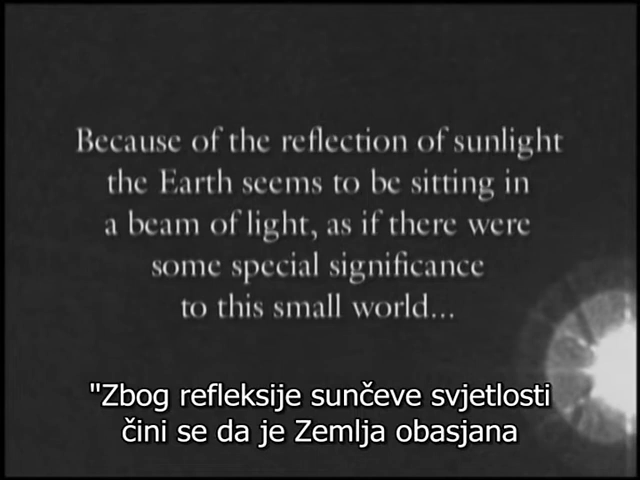 Because of the reflection of sunlight
the Earth seems to be sitting in
a beam of light, as if there were
some special significance
to this small world...
"Zbog refleksije sunčeve svjetlosti
čini se da je Zemlja obasjana